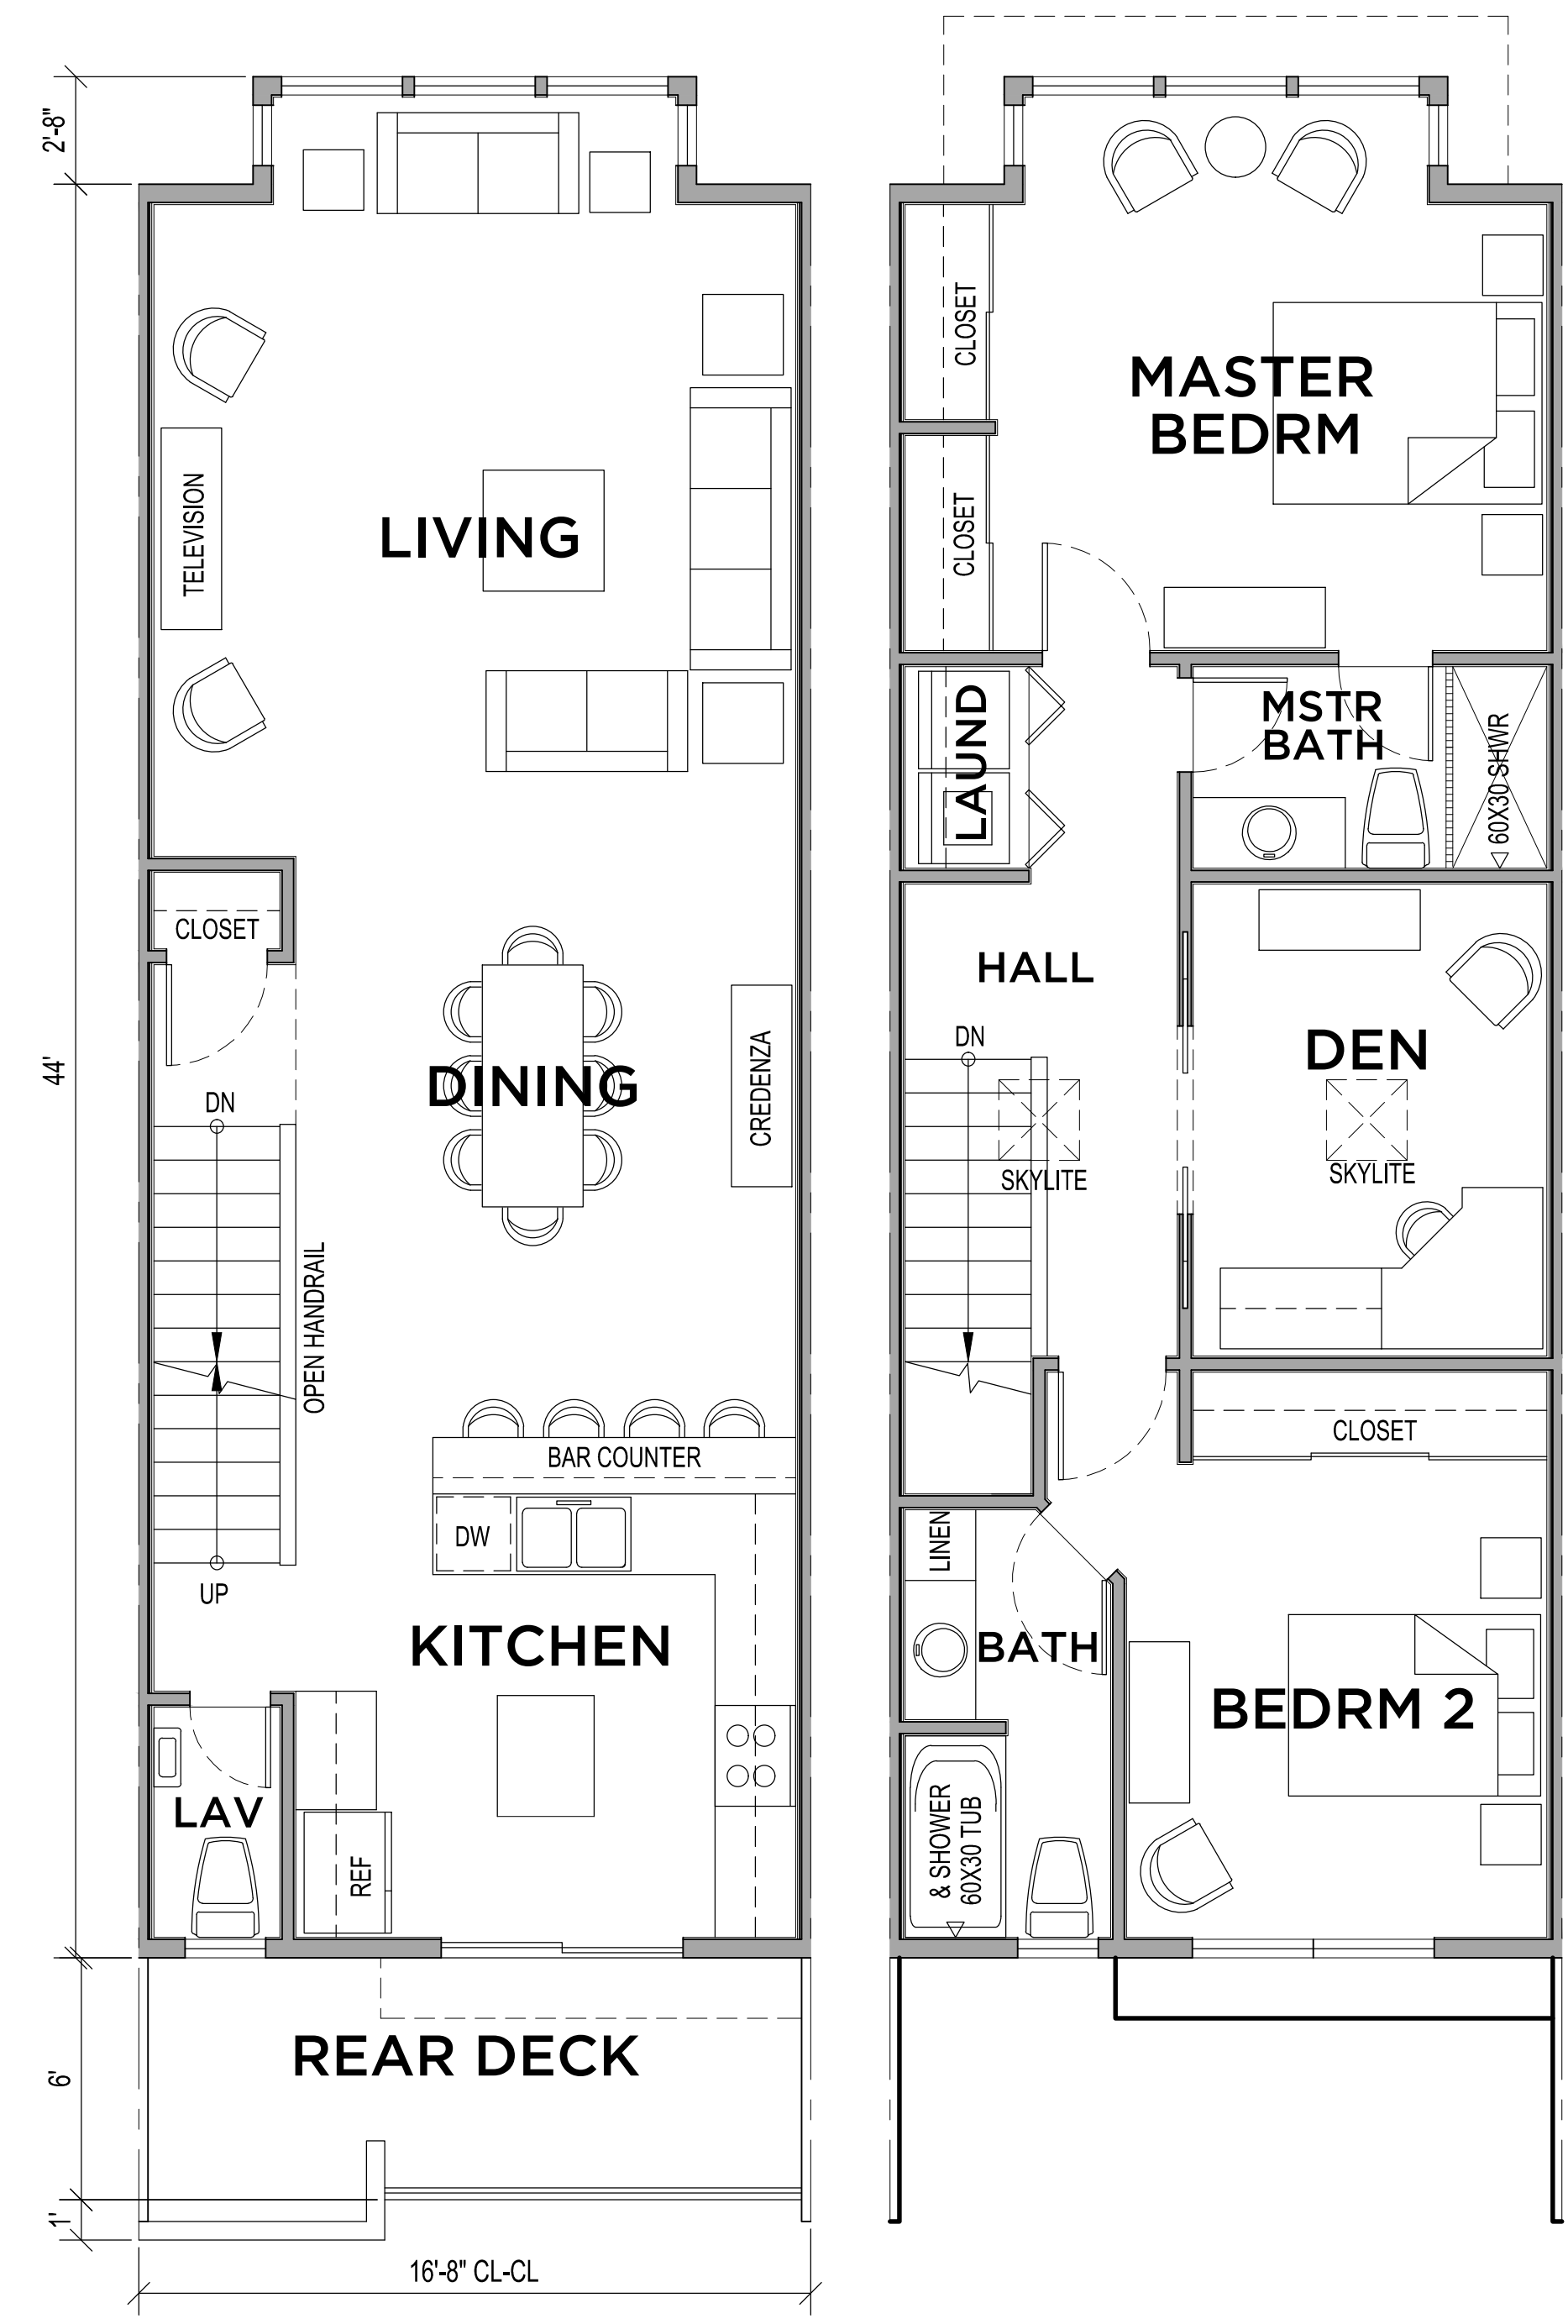 2'-8"
44'
6'
1'
16'-8" CL-CL
LIVING
TELEVISION
CLOSET
DINING
CREDENZA
DN
OPEN HANDRAIL
UP
BAR COUNTER
DW
KITCHEN
LAV
REF
REAR DECK
CLOSET
MASTER
BEDRM
CLOSET
LAUND
MSTR
BATH
60X30 SHWR
HALL
DN
DEN
SKYLITE
SKYLITE
CLOSET
LINEN
BATH
BEDRM 2
& SHOWER
60X30 TUB